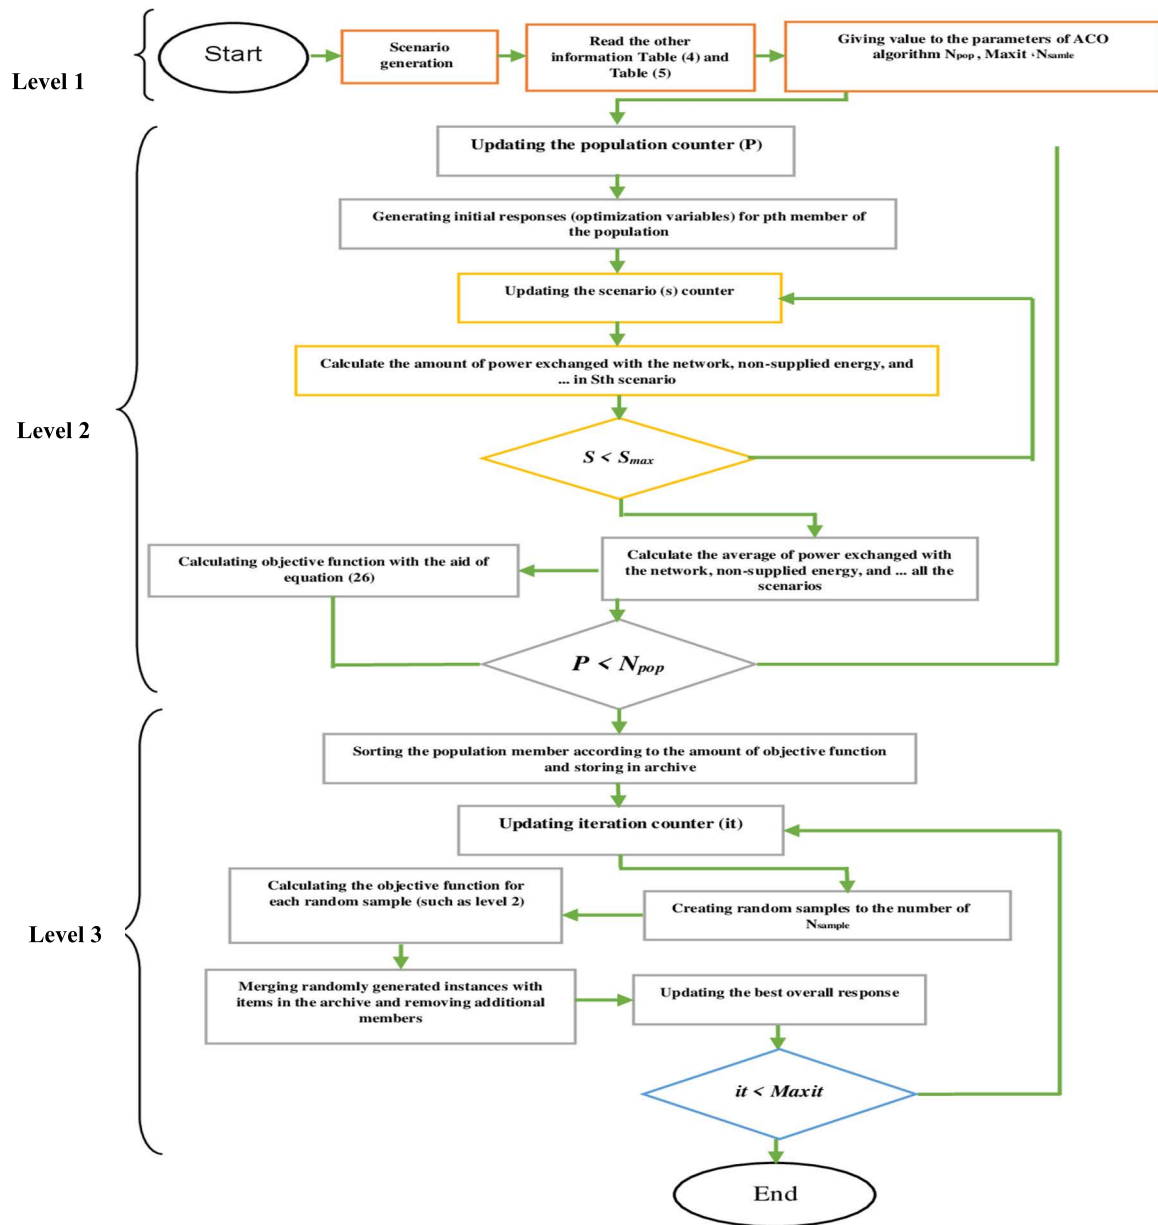 Start
Scenario
generation
Read the other
information Table (4) and
Table (5)
Giving value to the parameters of ACO
algorithm Npop , Maxit ،Nsamle
Level 1
Updating the population counter (P)
Generating initial responses (optimization variables) for pth member of
the population
Updating the scenario (s) counter
Calculate the amount of power exchanged with the network, non-supplied energy, and
... in Sth scenario
Level 2
S < Smax
Calculating objective function with the aid of
equation (26)
Calculate the average of power exchanged with
the network, non-supplied energy, and ... all the
scenarios
P < Npop
Sorting the population member according to the amount of objective function
and storing in archive
Updating iteration counter (it)
Calculating the objective function for
each random sample (such as level 2)
Creating random samples to the number of
Nsample
Level 3
Merging randomly generated instances with
items in the archive and removing additional
members
Updating the best overall response
it < Maxit
End